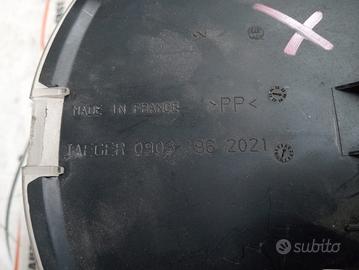 MADE IN FRANCE >PP<
JAEGER 0903 96 2021
subito